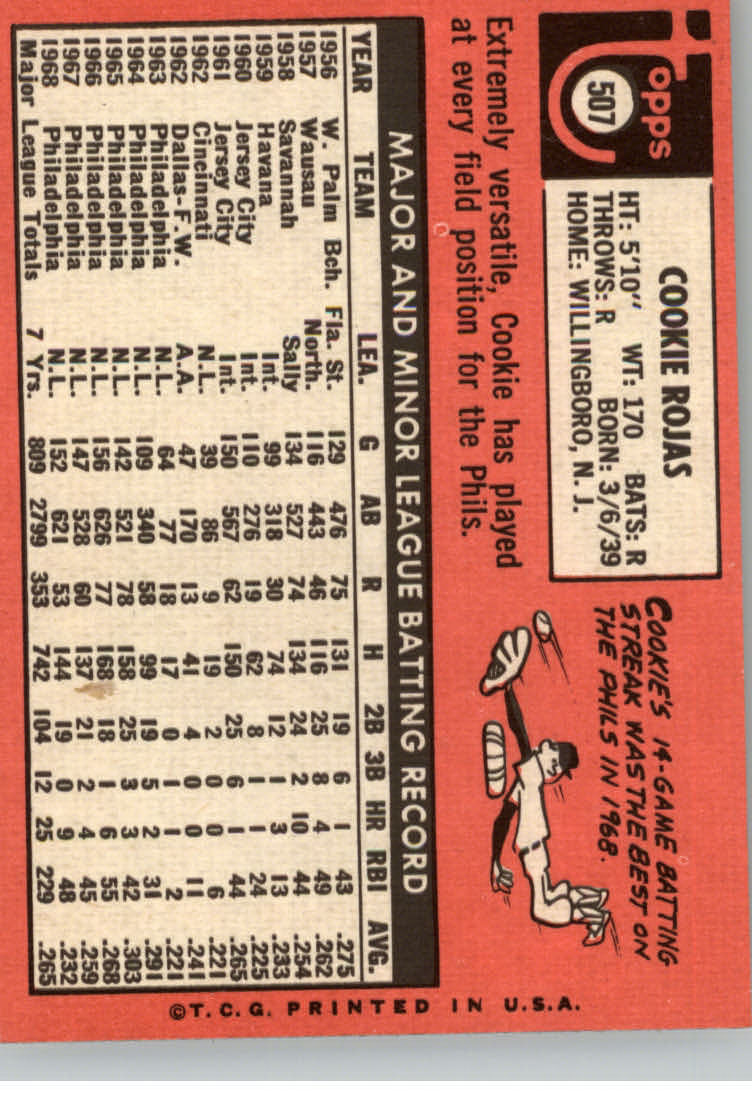 Topps
507
COOKIE ROJAS
HT: 5'10" WT: 170 BATS: R
THROWS: R BORN: 3/6/39
HOME: WILLINGBORO, N. J.
COOKIE'S 14-GAME BATTING
STREAK WAS THE BEST ON
THE PHILS IN 1968.
Extremely versatile, Cookie has played
at every field position for the Phils.
MAJOR AND MINOR LEAGUE BATTING RECORD
YEAR TEAM LEA. G AB R H 2B 3B HR RBI AVG.
1956 W. Palm Bch. Fla. St. 129 476 75 131 19 6 1 43 .275
1957 Wausau North. 116 443 46 116 25 8 4 49 .262
1958 Savannah Sally 134 527 74 134 24 2 10 44 .254
1959 Havana Int. 99 318 30 74 12 1 3 13 .233
1960 Jersey City Int. 110 276 19 62 8 1 1 24 .225
1961 Jersey City Int. 150 567 62 150 25 6 1 44 .265
1962 Cincinnati N.L. 39 86 9 19 2 0 0 6 .221
1962 Dallas-F.W. A.A. 47 170 13 41 4 0 0 11 .241
1963 Philadelphia N.L. 64 77 18 17 0 1 1 2 .221
1964 Philadelphia N.L. 109 340 58 99 19 5 2 31 .291
1965 Philadelphia N.L. 142 521 78 158 25 3 3 42 .303
1966 Philadelphia N.L. 156 626 77 168 18 1 6 55 .268
1967 Philadelphia N.L. 147 528 60 137 21 2 4 45 .259
1968 Philadelphia N.L. 152 621 53 144 19 0 9 48 .232
Major League Totals 7 Yrs. 809 2799 353 742 104 12 25 229 .265
©T. C. G. PRINTED IN U.S.A.